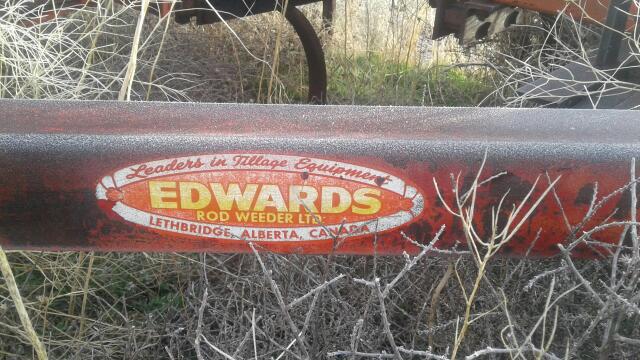 Leaders in Tillage Equipment
EDWARDS
ROD WEEDER LTD.
LETHBRIDGE, ALBERTA, CANADA